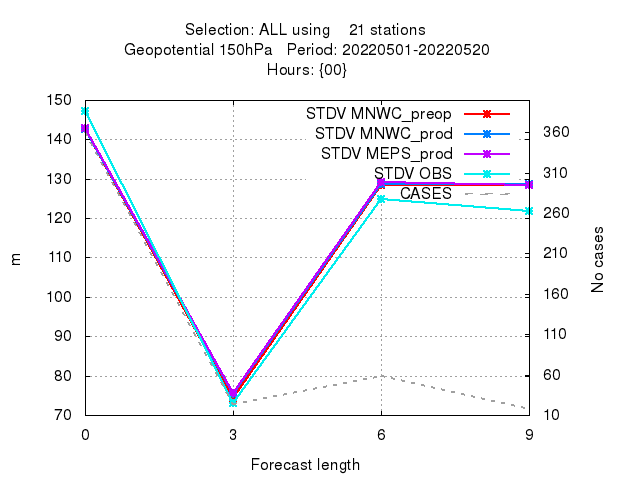 Selection: ALL using    21 stations
Geopotential 150hPa   Period: 20220501-20220520
Hours: {00}
150
140
130
120
110
100
90
80
70
m
STDV MNWC_preop
STDV MNWC_prod
STDV MEPS_prod
STDV OBS
CASES
360
310
260
210
160
110
60
10
No cases
0 3 6 9
Forecast length